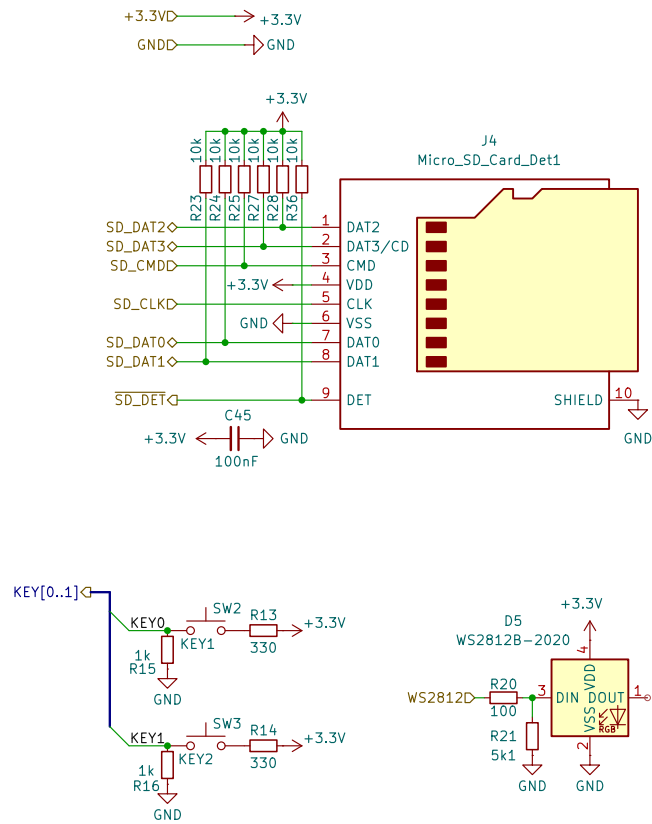 +3.3V +3.3V
GND GND
+3.3V
10k 10k 10k 10k 10k 10k
R23 R24 R25 R27 R28 R36
J4
Micro_SD_Card_Det1
SD_DAT2 1 DAT2
SD_DAT3 2 DAT3/CD
SD_CMD 3 CMD
+3.3V 4 VDD
SD_CLK 5 CLK
GND 6 VSS
SD_DAT0 7 DAT0
SD_DAT1 8 DAT1
SD_DET 9 DET
SHIELD 10
GND
C45
+3.3V GND
100nF
KEY[0..1]
KEY0 SW2 R13 +3.3V
KEY1 330
1k
R15
GND
KEY1 SW3 R14 +3.3V
KEY2 330
1k
R16
GND
+3.3V
D5
WS2812B-2020
4
VDD
WS2812 R20 3 DIN DOUT 1
100
VSS
RGB
R21
5k1
2
GND GND